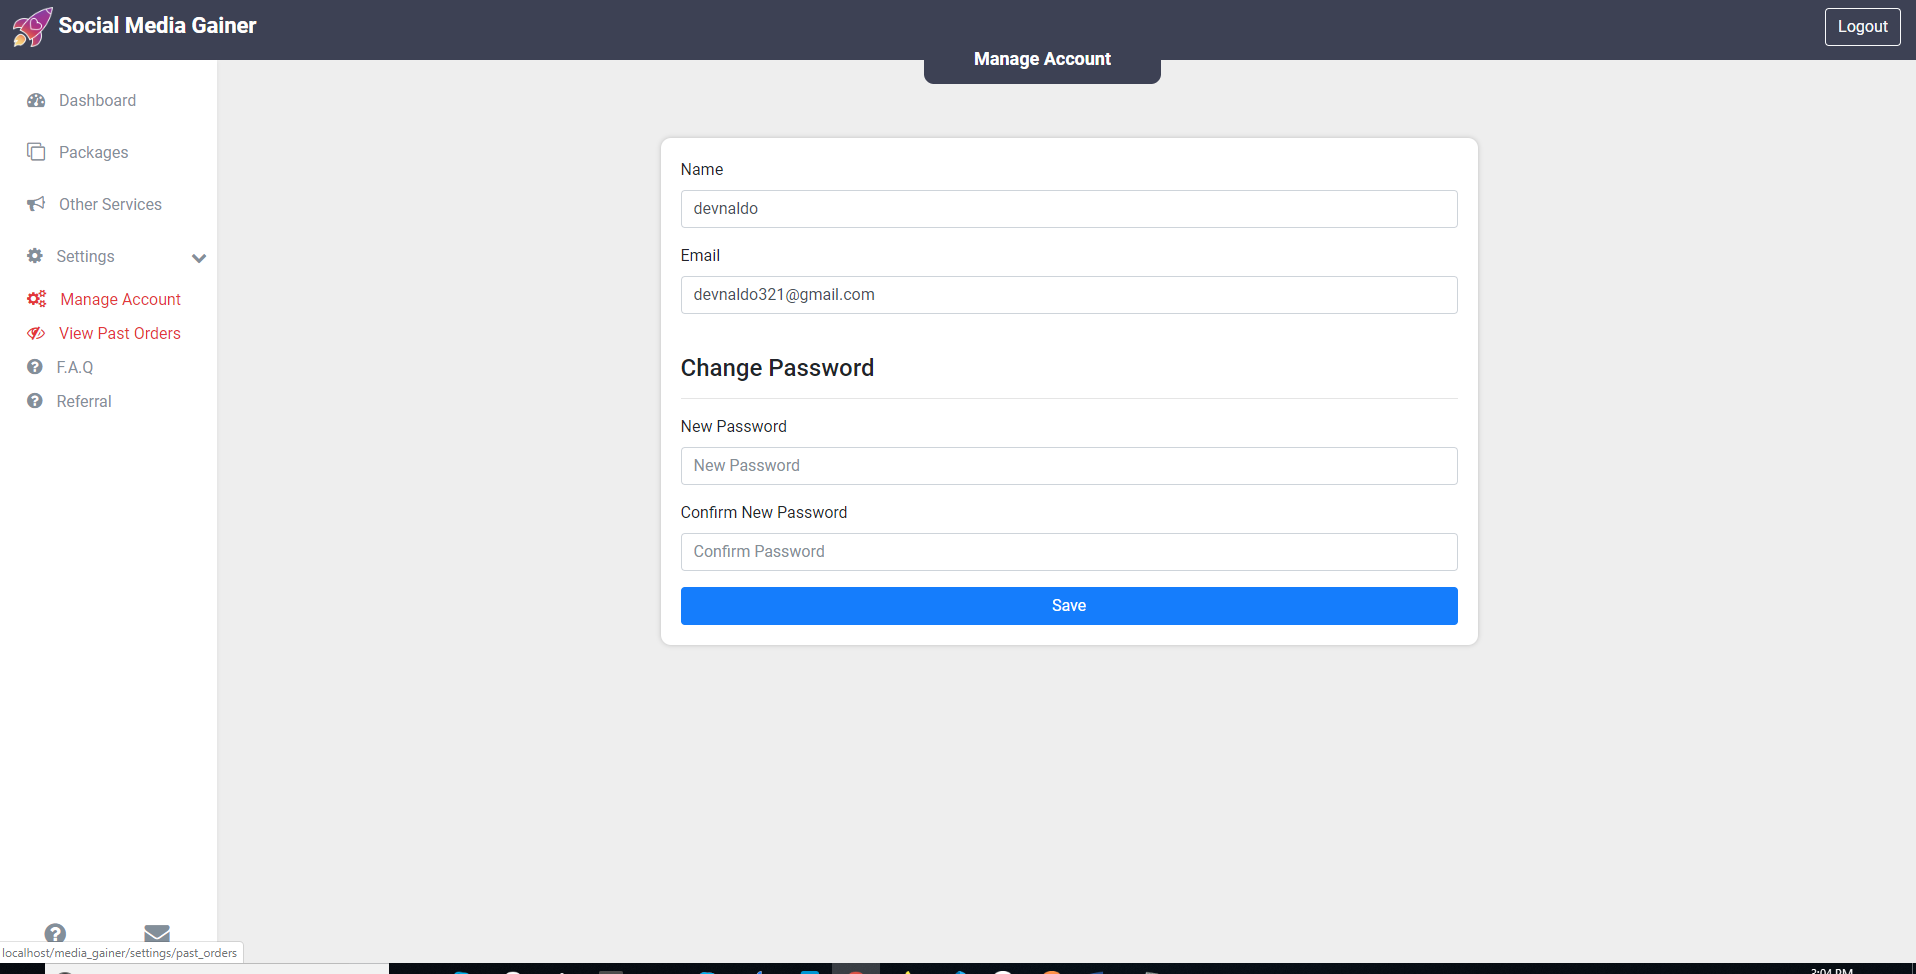 Social Media Gainer
Logout
Manage Account
Dashboard
Packages
Other Services
Settings
Manage Account
View Past Orders
F.A.Q
Referral
Name
devnaldo
Email
devnaldo321@gmail.com
Change Password
New Password
New Password
Confirm New Password
Confirm Password
Save
localhost/media_gainer/settings/past_orders